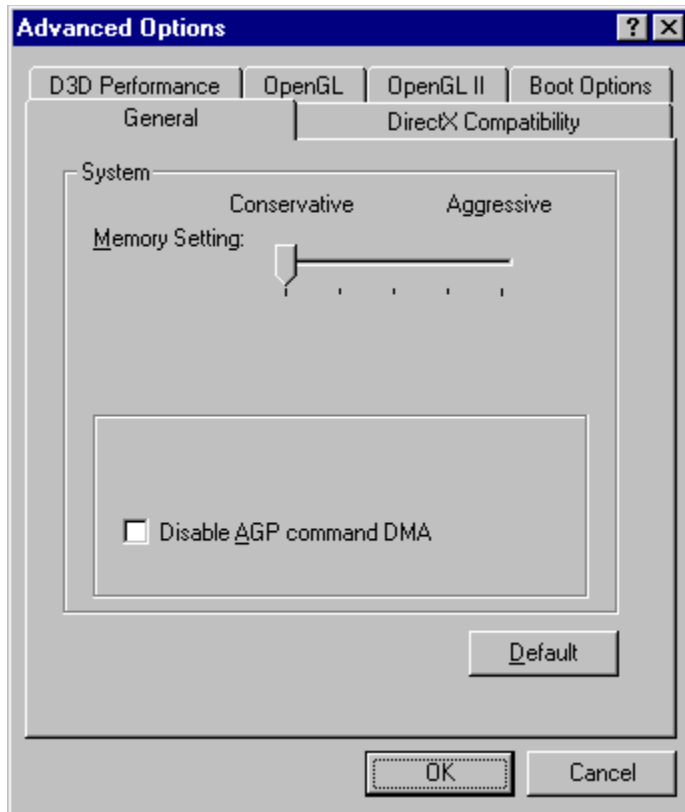 Advanced Options
D3D Performance OpenGL OpenGL II Boot Options
General DirectX Compatibility
System
Conservative Aggressive
Memory Setting:
Disable AGP command DMA
Default
OK Cancel